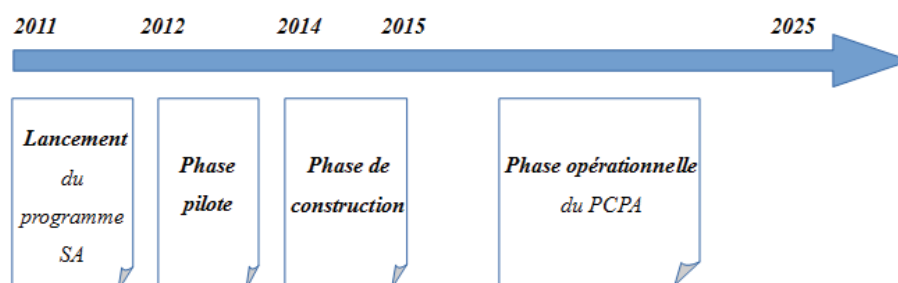 2011 2012 2014 2015 2025
Lancement
du
programme
SA
Phase
pilote
Phase de
construction
Phase opérationnelle
du PCPA